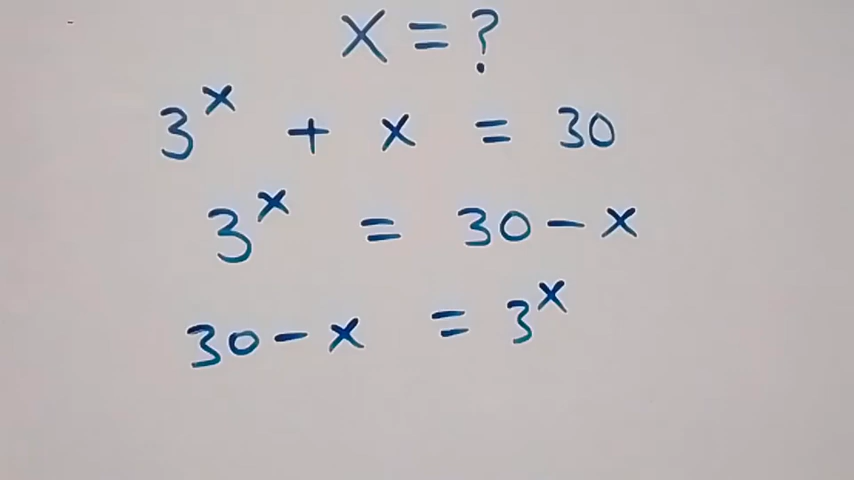 X = ?
3^x + x = 30
3^x = 30 - x
30 - x = 3^x